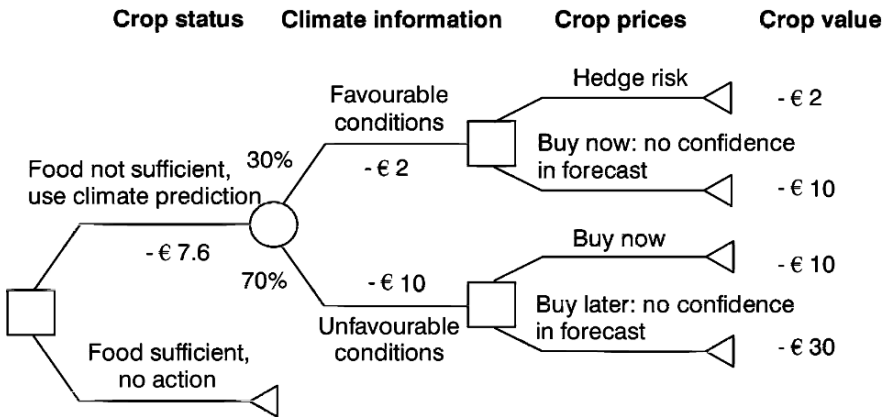 Crop status Climate information Crop prices Crop value
Hedge risk
- € 2
Favourable
conditions
- € 2
Buy now: no confidence
in forecast
- € 10
30%
Food not sufficient,
use climate prediction
- € 7.6
70%
Buy now
- € 10
- € 10
Unfavourable
conditions
Buy later: no confidence
in forecast
- € 30
Food sufficient,
no action